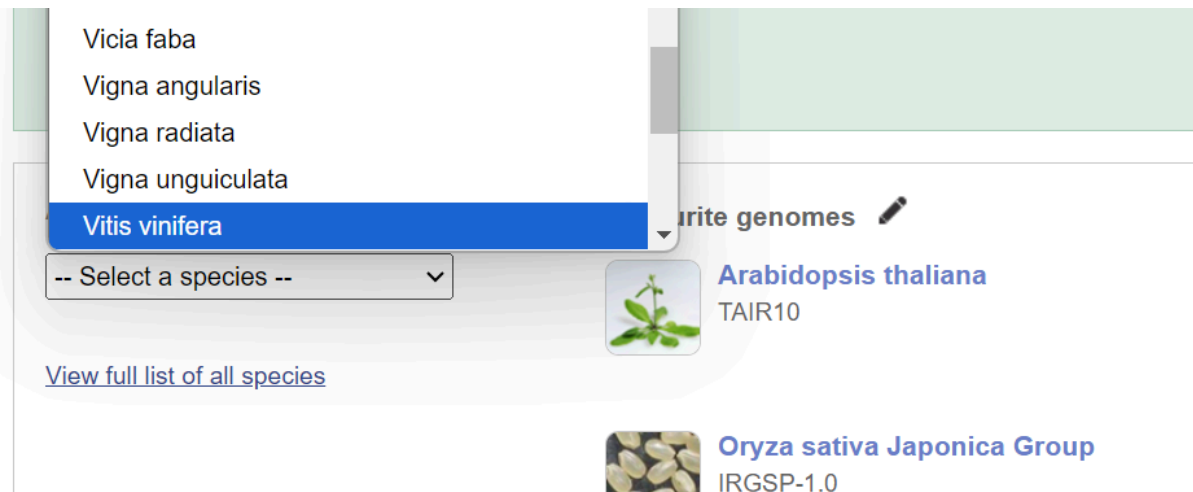 Vicia faba
Vigna angularis
Vigna radiata
Vigna unguiculata
Vitis vinifera
genomes
-- Select a species --
Arabidopsis thaliana
TAIR10
View full list of all species
Oryza sativa Japonica Group
IRGSP-1.0